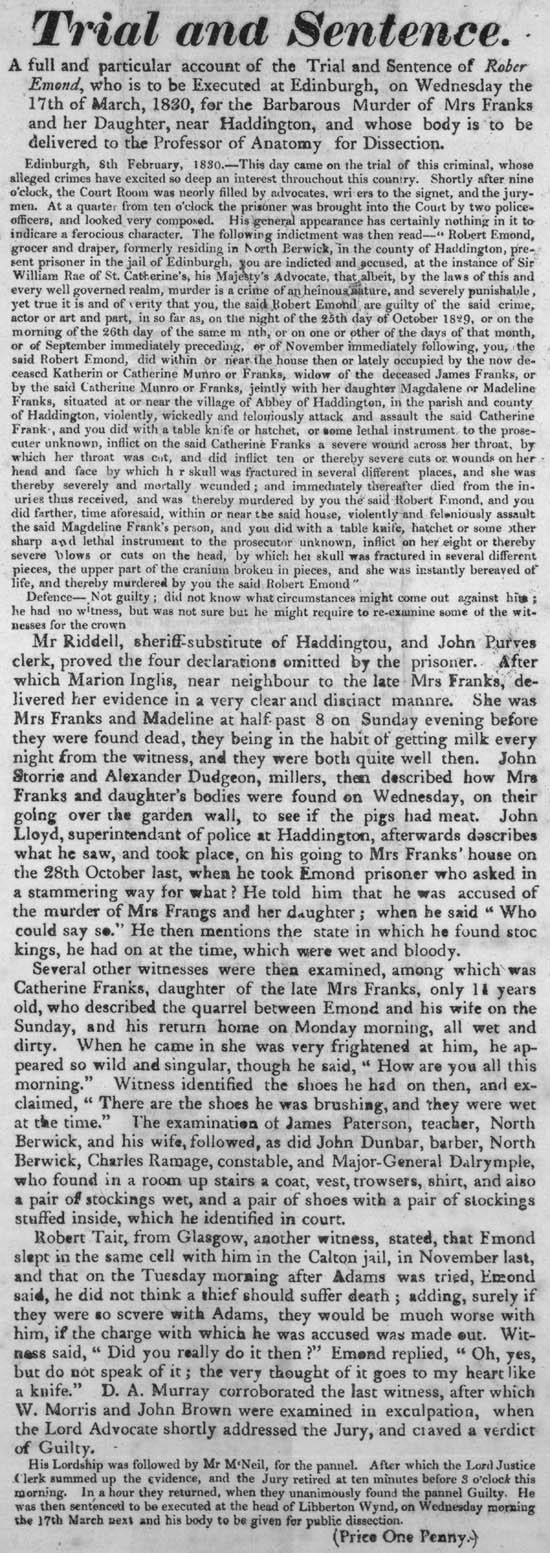 Trial and Sentence.
A full and particular account of the Trial and Sentence of Rober
Emond, who is to be Executed at Edinburgh, on Wednesday the
17th of March, 1830, for the Barbarous Murder of Mrs Franks
and her Daughter, near Haddington, and whose body is to be
delivered to the Professor of Anatomy for Dissection.
Edinburgh, 8th February, 1830.—This day came on the trial of this criminal, whose
alleged crimes have excited so deep an interest throughout this country. Shortly after nine
o'clock, the Court Room was neorly filled by advocates, wri ers to the signet, and the jury-
men. At a quarter from ten o'clock the prisoner was brought into the Court by two police-
officers, and looked very composed. His general appearance has certainly nothing in it to
indicare a ferocious character. The following indictment was then read—" Robert Emond,
grocer and draper, formerly residing in North Berwick, in the county of Haddington, pre-
sent prisoner in the jail of Edinburgh, you are indicted and accused, at the instance of Sir
William Rae of St. Catherine's, his Majesty's Advocate, that albeit, by the laws of this and
every well governed realm, murder is a crime of an heinous nature, and severely punishable,
yet true it is and of verity that you, the said Robert Emond are guilty of the said crime,
actor or art and part, in so far as, on the night of the 25th day of October 1829, or on the
morning of the 26th day of the same m nth, or on one or other of the days of that month,
or of September immediately preceding, or of November immediately following, you, the
said Robert Emond, did within or near the house then or lately occupied by the now de-
ceased Katherin or Catherine Munro or Franks, widow of the deceased James Franks, or
by the said Catherine Munro or Franks, jointly with her daughter Magdalene or Madeline
Franks, situated at or near the village of Abbey of Haddington, in the parish and county
of Haddington, violently, wickedly and feloniously attack and assault the said Catherine
Frank , and you did with a table knife or hatchet, or some lethal instrument to the prose-
cuter unknown, inflict on the said Catherine Franks a severe wound across her throat, by
which her throat was cut, and did inflict ten or thereby severe cuts or wounds on her
head and face by which h r skull was fractured in several different places, and she was
thereby severely and mortally wounded; and immediately thereafter died from the in-
uries thus received, and was thereby murdered by you the said Robert Emond, and you
did farther, time aforesaid, within or near the said house, violently and feloniously assault
the said Magdeline Frank's person, and you did with a table knife, hatchet or some other
sharp and lethal instrument to the prosecutor unknown, inflict on her eight or thereby
severe blows or cuts on the head, by which her skull was fractured in several different
pieces, the upper part of the cranium broken in pieces, and she was instantly bereaved of
life, and thereby murdered by you the said Robert Emond"
Defence—Not guilty; did not know what circumstances might come out against him;
he had no witness, but was not sure but he might require to re-examine some of the wit-
nesses for the crown
Mr Riddell, sheriff-substitute of Haddingtou, and John Purves
clerk, proved the four declarations omitted by the prisoner. After
which Marion Inglis, near neighbour to the late Mrs Franks, de-
livered her evidence in a very clear and distinct mannre. She was
Mrs Franks and Madeline at half-past 8 on Sunday evening before
they were found dead, they being in the habit of getting milk every
night from the witness, and they were both quite well then. John
Storrie and Alexander Dudgeon, millers, then described how Mrs
Franks and daughter's bodies were found on Wednesday, on their
going over the garden wall, to see if the pigs had meat. John
Lloyd, superintendant of police at Haddington, afterwards describes
what he saw, and took place, on his going to Mrs Franks' house on
the 28th October last, when he took Emond prisoner who asked in
a stammering way for what? He told him that he was accused of
the murder of Mrs Frangs and her daughter; when he said " Who
could say so." He then mentions the state in which he found stoc
kings, he had on at the time, which were wet and bloody.
Several other witnesses were then examined, among which was
Catherine Franks, daughter of the late Mrs Franks, only 14 years
old, who described the quarrel between Emond and his wife on the
Sunday, and his return home on Monday morning, all wet and
dirty. When he came in she was very frightened at him, he ap-
peared so wild and singular, though he said, " How are you all this
morning." Witness identified the shoes he had on then, and ex-
claimed, " There are the shoes he was brushing, and they were wet
at the time." The examination of James Paterson, teacher, North
Berwick, and his wife, followed, as did John Dunbar, barber, North
Berwick, Charles Ramage, constable, and Major-General Dalrymple,
who found in a room up stairs a coat, vest, trowsers, shirt, and also
a pair of stockings wet, and a pair of shoes with a pair of stockings
stuffed inside, which he identified in court.
Robert Tait, from Glasgow, another witness, stated, that Emond
slept in the same cell with him in the Calton jail, in November last,
and that on the Tuesday morning after Adams was tried, Emond
said, he did not think a thief should suffer death; adding, surely if
they were so severe with Adams, they would be much worse with
him, if the charge with which he was accused was made out. Wit-
ness said, " Did you really do it then?" Emond replied, " Oh, yes,
but do not speak of it; the very thought of it goes to my heart like
a knife." D. A. Murray corroborated the last witness, after which
W. Morris and John Brown were examined in exculpation, when
the Lord Advocate shortly addressed the Jury, and craved a verdict
of Guilty.
His Lordship was followed by Mr M'Neil, for the pannel. After which the Lord Justice
Clerk summed up the evidence, and the Jury retired at ten minutes before 3 o'clock this
morning. In a hour they returned, when they unanimously found the pannel Guilty. He
was then sentenced to be executed at the head of Libberton Wynd, on Wednesday morning
the 17th March next and his body to be given for public dissection.
(Price One Penny.)